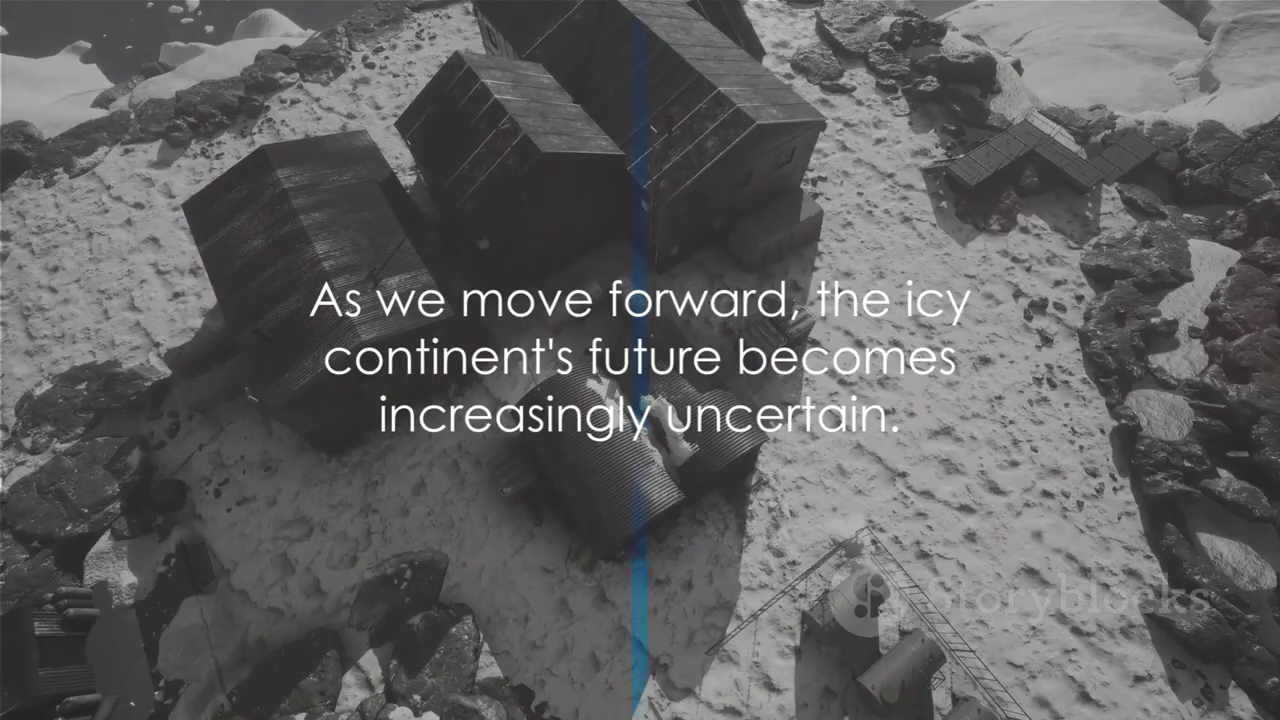 As we move forward, the icy
continent's future becomes
increasingly uncertain.
Storyblocks